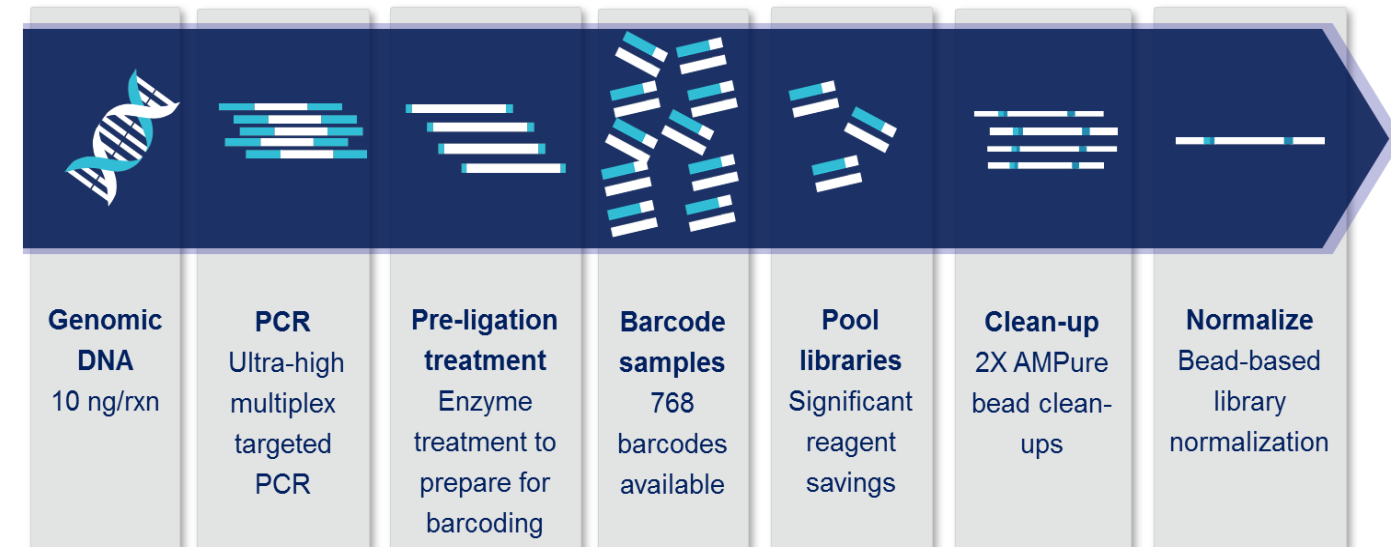 Genomic
DNA
10 ng/rxn
PCR
Ultra-high
multiplex
targeted
PCR
Pre-ligation
treatment
Enzyme
treatment to
prepare for
barcoding
Barcode
samples
768
barcodes
available
Pool
libraries
Significant
reagent
savings
Clean-up
2X AMPure
bead clean-
ups
Normalize
Bead-based
library
normalization